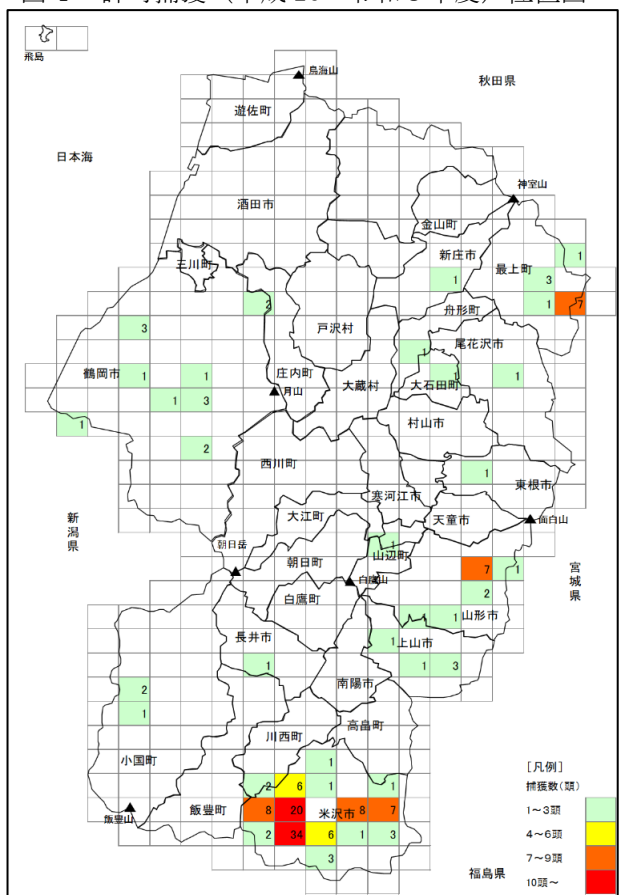 飛島
鳥海山
秋田県
遊佐町
日本海
神室山
酒田市
金山町
新庄市
最上町
1
三川町
1
3
2
舟形町
1
7
戸沢村
3
尾花沢市
1
鶴岡市
1
1
庄内町
大蔵村
大石田町
1
1
月山
1
3
1
村山市
2
西川町
1
東根市
寒河江市
新潟県
大江町
天童市
面白山
朝日岳
1
山辺町
朝日町
7
1
宮城県
白鷹山
白鷹町
2
1
1
山形市
長井市
1
上山市
1
1
3
南陽市
2
1
高畠町
川西町
小国町
1
[凡例]
2
6
1
1
捕獲数(頭)
飯豊町
8
20
米沢市
8
7
1~3頭
飯豊山
2
34
6
1
3
4~6頭
3
7~9頭
福島県
10頭~